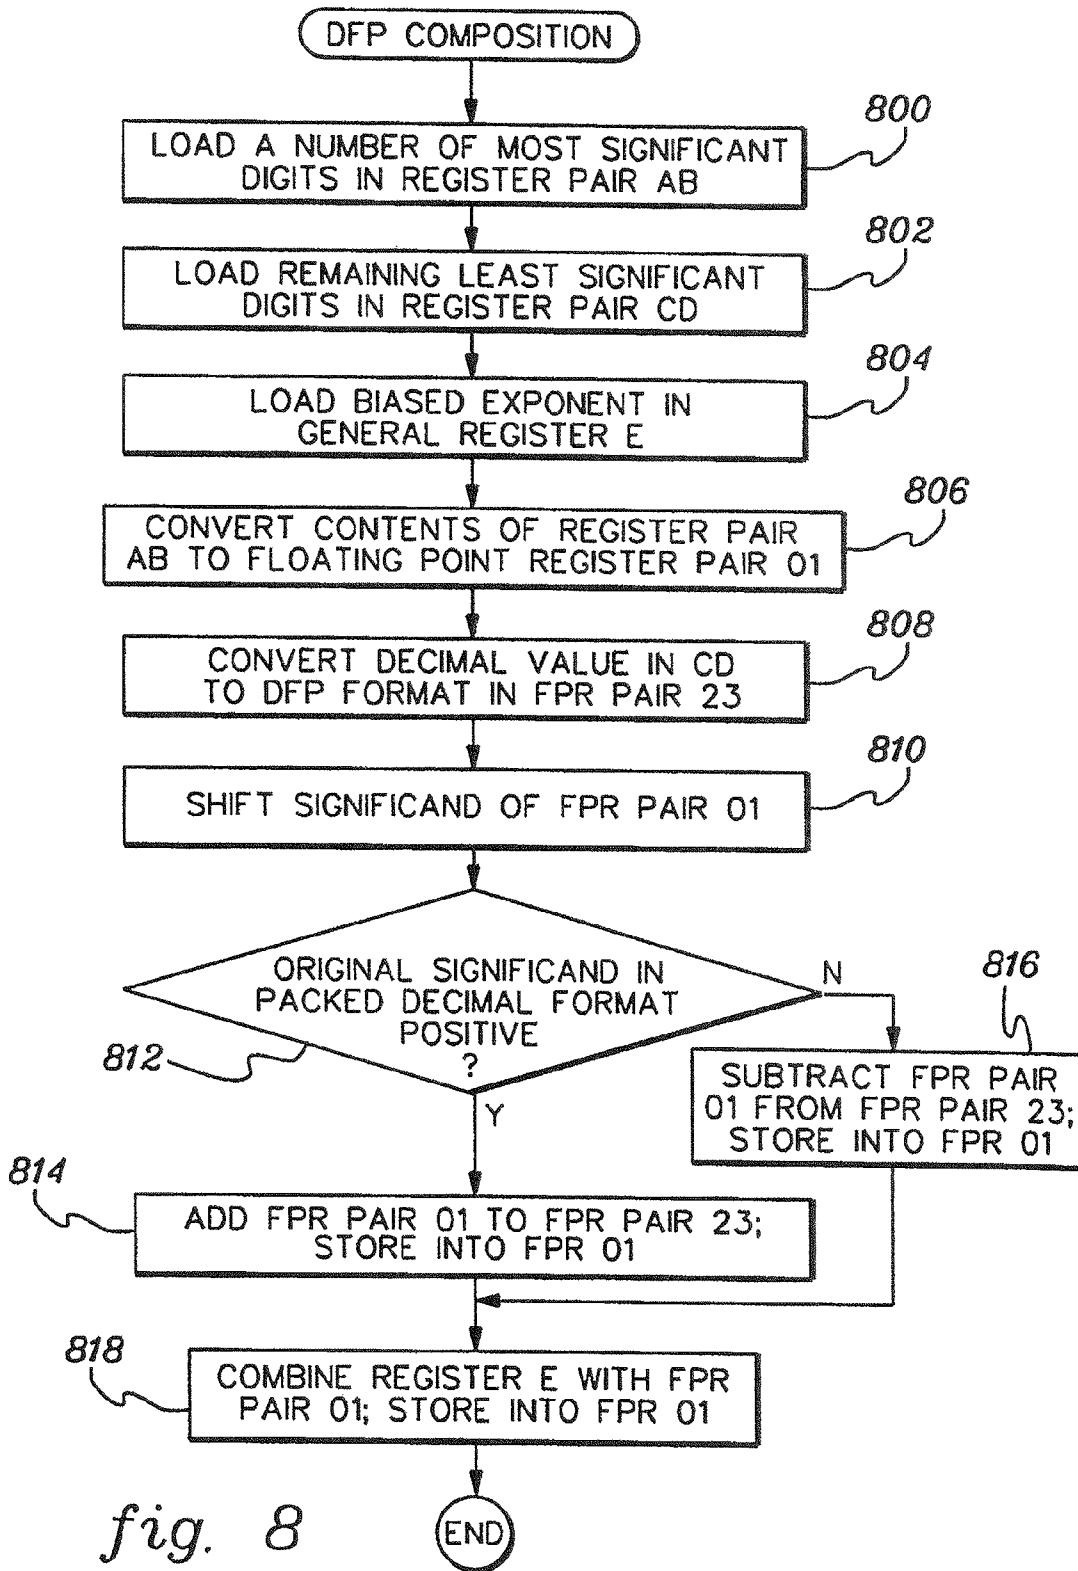 DFP COMPOSITION
800
LOAD A NUMBER OF MOST SIGNIFICANT
DIGITS IN REGISTER PAIR AB
802
LOAD REMAINING LEAST SIGNIFICANT
DIGITS IN REGISTER PAIR CD
804
LOAD BIASED EXPONENT IN
GENERAL REGISTER E
806
CONVERT CONTENTS OF REGISTER PAIR
AB TO FLOATING POINT REGISTER PAIR 01
808
CONVERT DECIMAL VALUE IN CD
TO DFP FORMAT IN FPR PAIR 23
810
SHIFT SIGNIFICAND OF FPR PAIR 01
ORIGINAL SIGNIFICAND IN
PACKED DECIMAL FORMAT
POSITIVE
?
812
N
Y
816
SUBTRACT FPR PAIR
01 FROM FPR PAIR 23;
STORE INTO FPR 01
814
ADD FPR PAIR 01 TO FPR PAIR 23;
STORE INTO FPR 01
818
COMBINE REGISTER E WITH FPR
PAIR 01; STORE INTO FPR 01
END
fig. 8